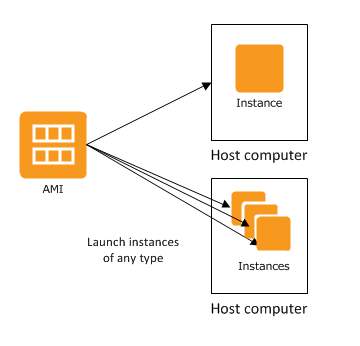 Instance
Host computer
AMI
Launch instances
of any type
Instances
Host computer